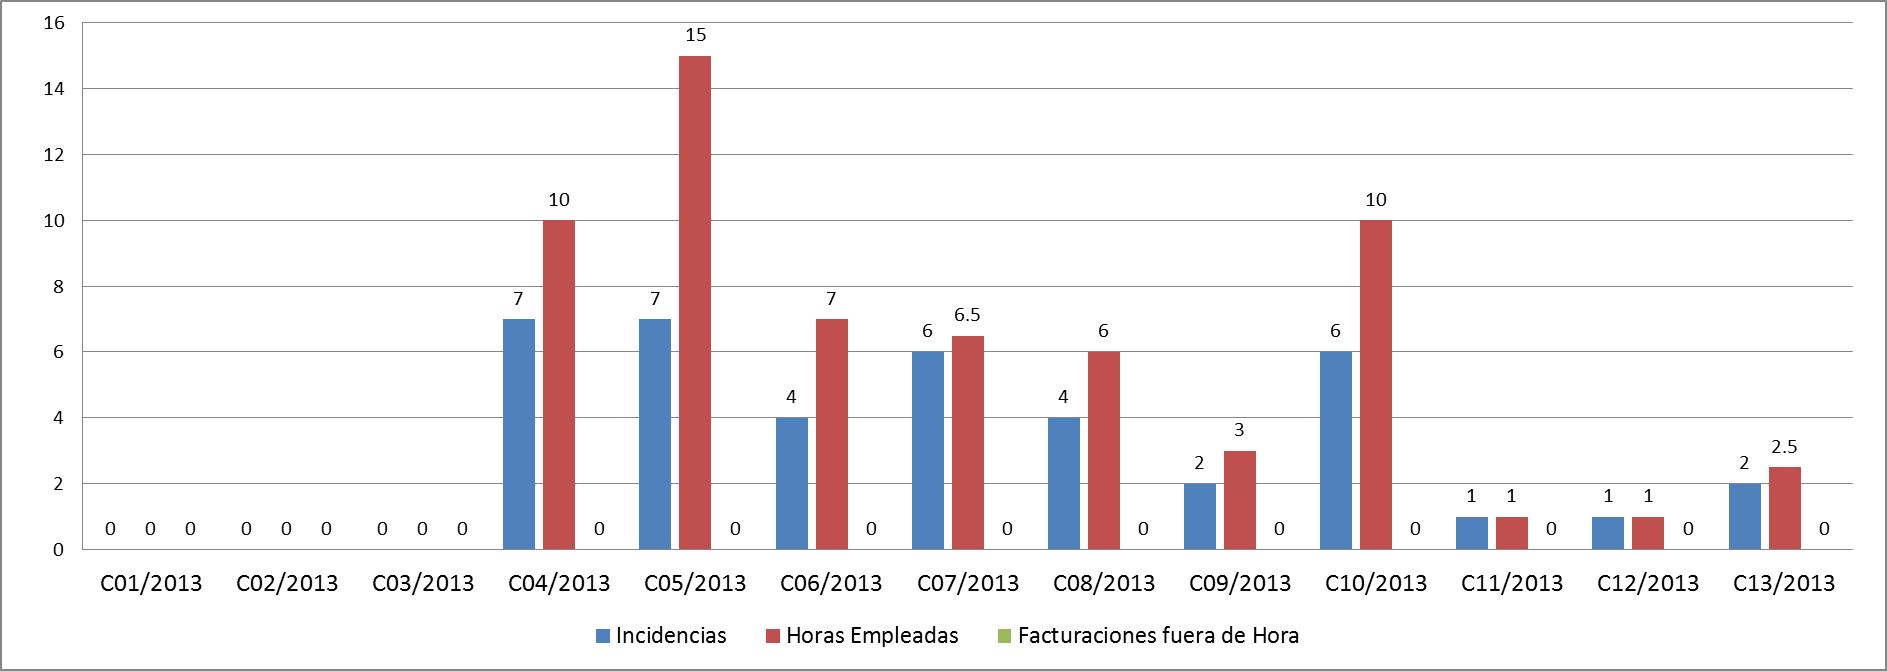 16
14
12
10
8
6
4
2
0
0 0 0
0 0 0
0 0 0
7 10 0
7 15 0
4 7 0
6 6.5 0
4 6 0
2 3 0
6 10 0
1 1 0
1 1 0
2 2.5 0
C01/2013 C02/2013 C03/2013 C04/2013 C05/2013 C06/2013 C07/2013 C08/2013 C09/2013 C10/2013 C11/2013 C12/2013 C13/2013
Incidencias Horas Empleadas Facturaciones fuera de Hora